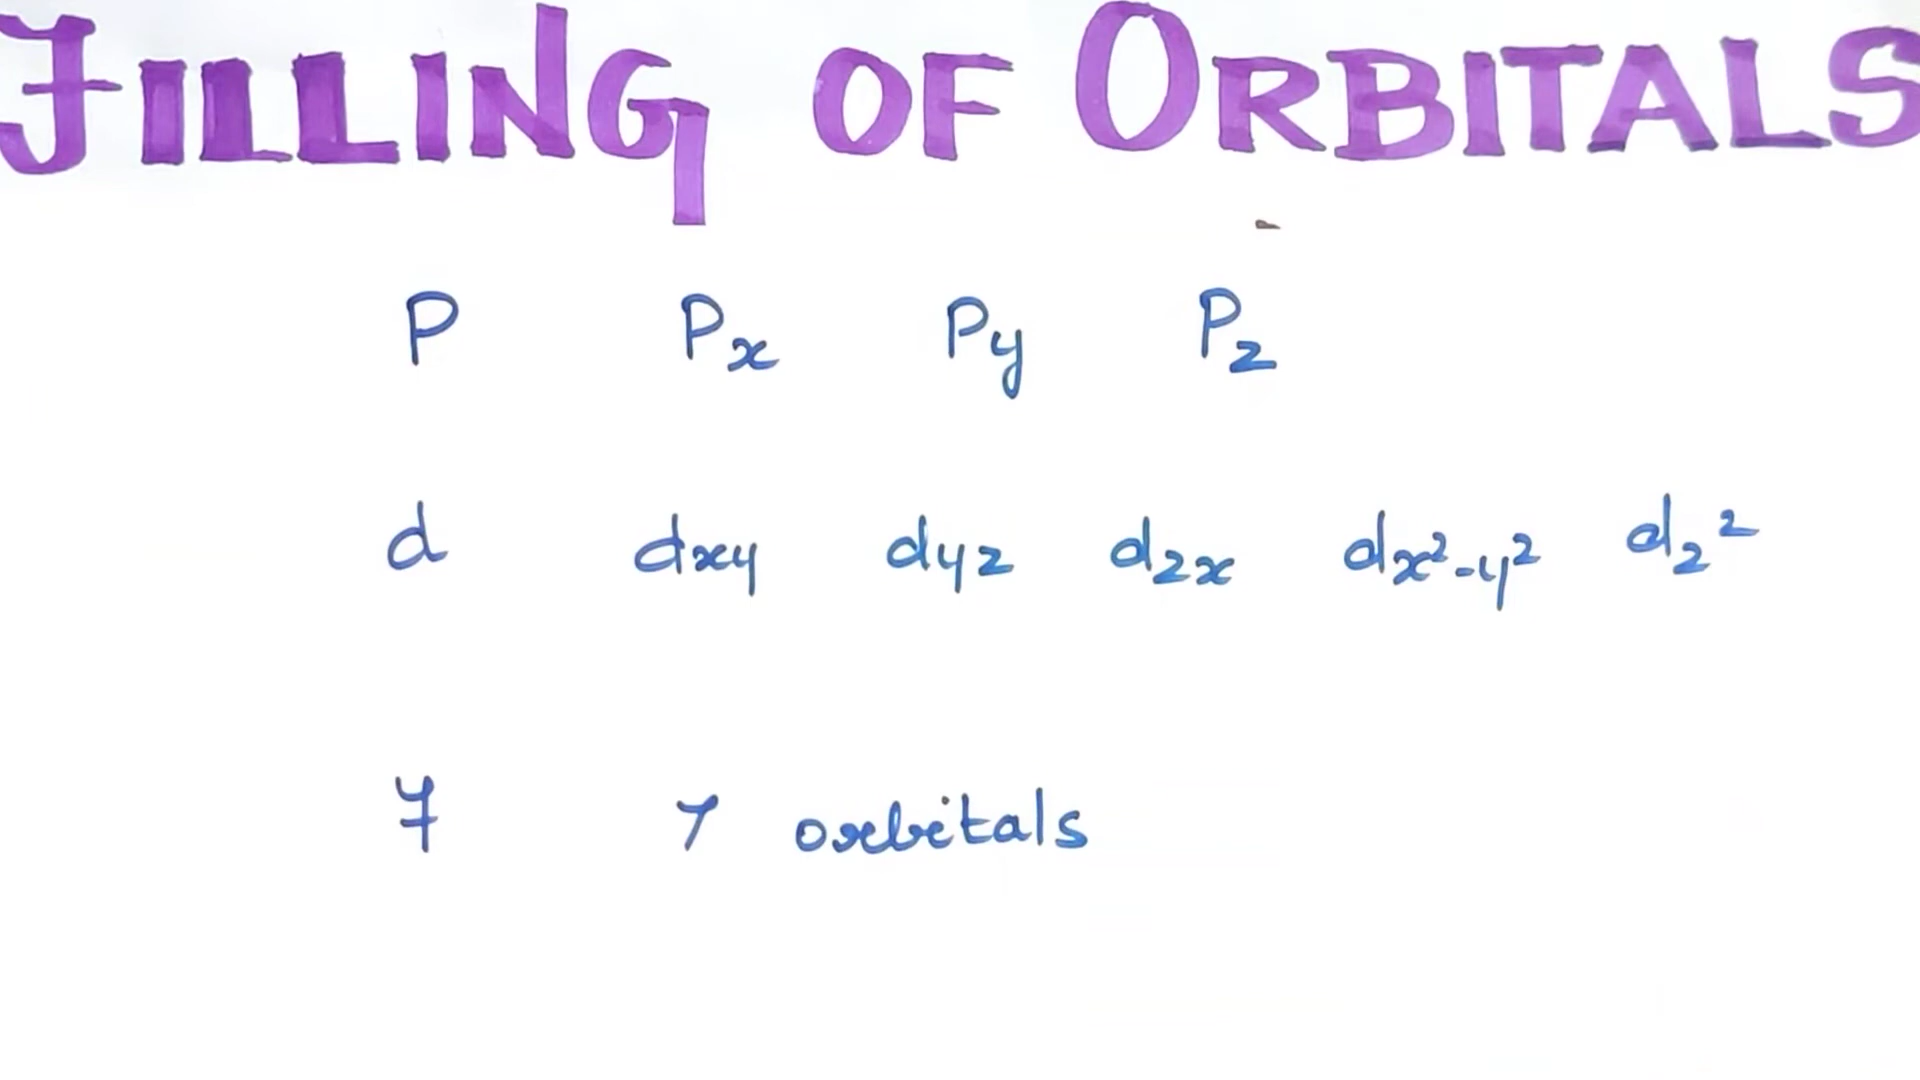 FILLING OF ORBITALS
P Px Py Pz
d dxy dyz dzx dx²-y² dz²
f 7 orbitals